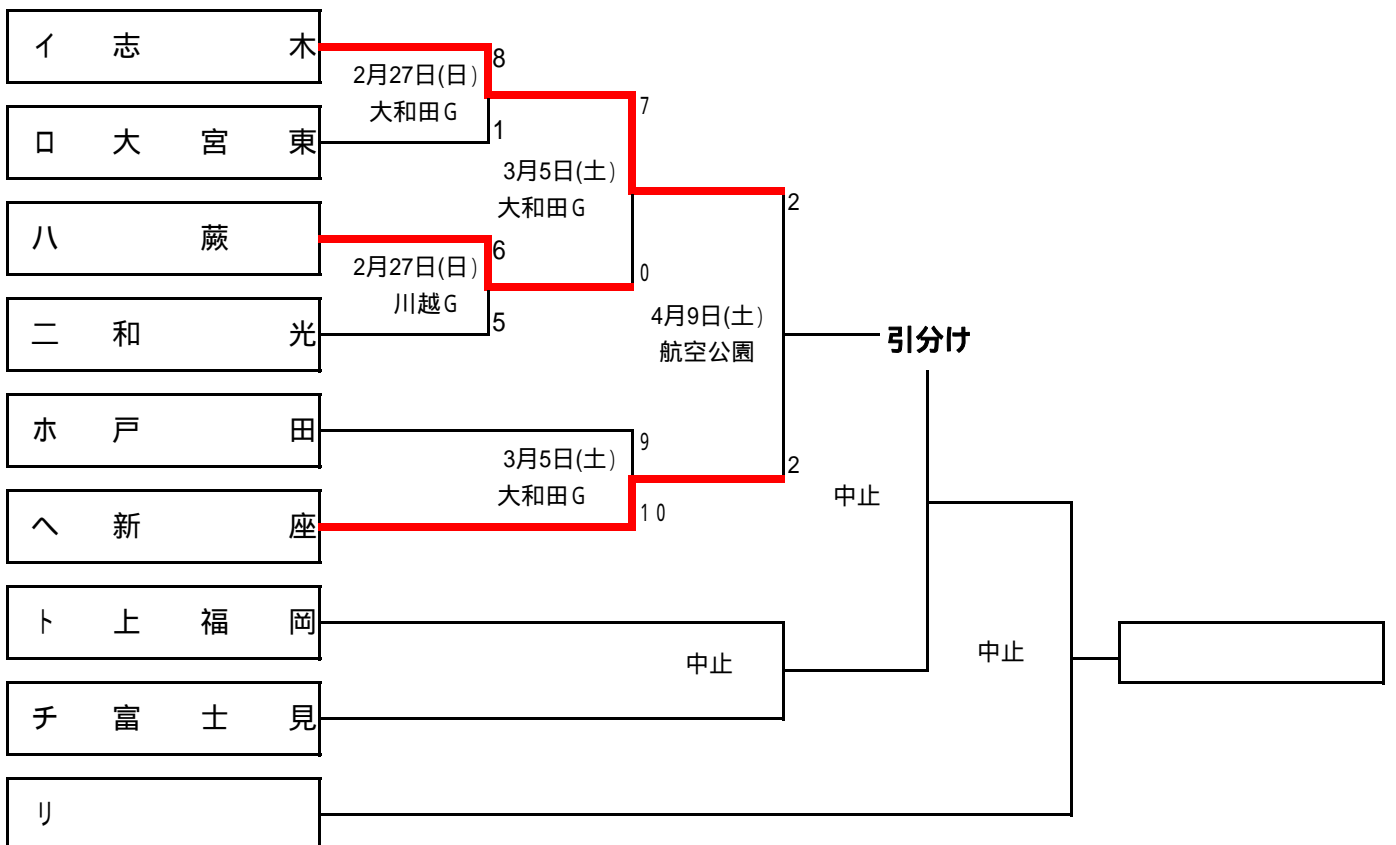 イ 志 木
8
2月27日(日)
大和田G
7
ロ 大 宮 東
1
3月5日(土)
大和田G
2
ハ 蕨
6
2月27日(日)
川越G
0
ニ 和 光
5
4月9日(土)
航空公園
引分け
ホ 戸 田
9
3月5日(土)
大和田G
2
中止
へ 新 座
10
ト 上 福 岡
中止
中止
チ 富 士 見
リ